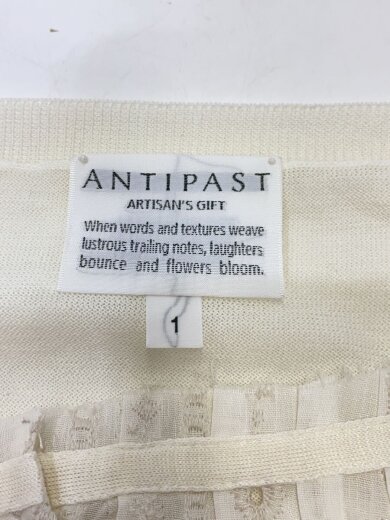 ANTIPAST
ARTISAN'S GIFT
When words and textures weave
lustrous trailing notes, laughters
bounce and flowers bloom.
1